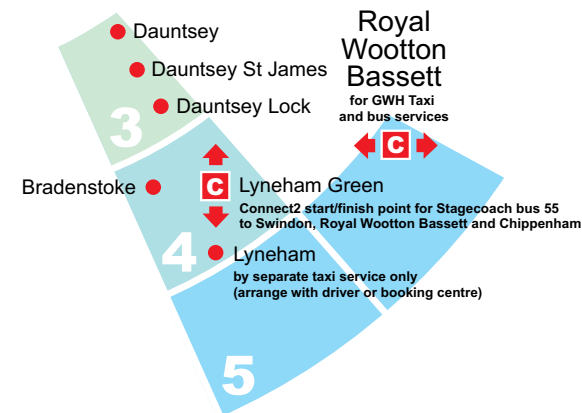 Dauntsey
Dauntsey St James
Dauntsey Lock
3
Royal
Wootton
Bassett
for GWH Taxi
and bus services
C
Bradenstoke
C
Lyneham Green
Connect2 start/finish point for Stagecoach bus 55
to Swindon, Royal Wootton Bassett and Chippenham
4
Lyneham
by separate taxi service only
(arrange with driver or booking centre)
5